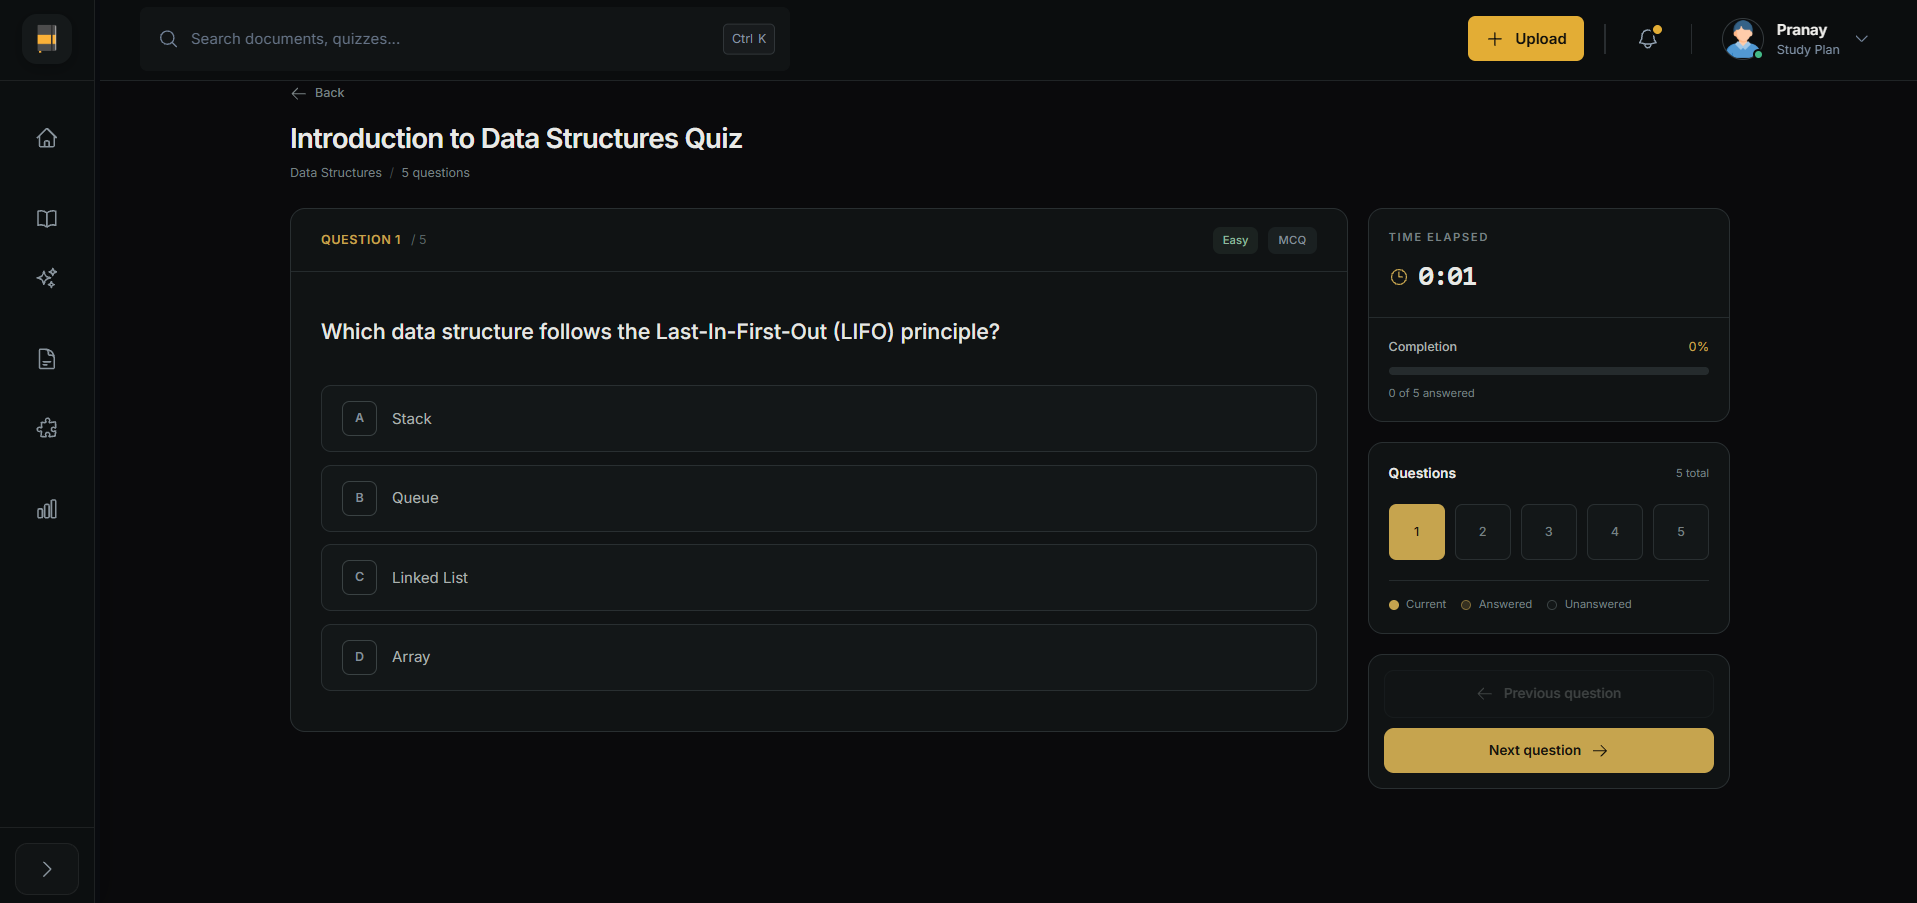 Search documents, quizzes...
Ctrl K
Upload
Pranay
Study Plan
Back
Introduction to Data Structures Quiz
Data Structures / 5 questions
QUESTION 1 / 5
Easy
MCQ
Which data structure follows the Last-In-First-Out (LIFO) principle?
A Stack
B Queue
C Linked List
D Array
TIME ELAPSED
0:01
Completion 0%
0 of 5 answered
Questions 5 total
1 2 3 4 5
Current Answered Unanswered
Previous question
Next question